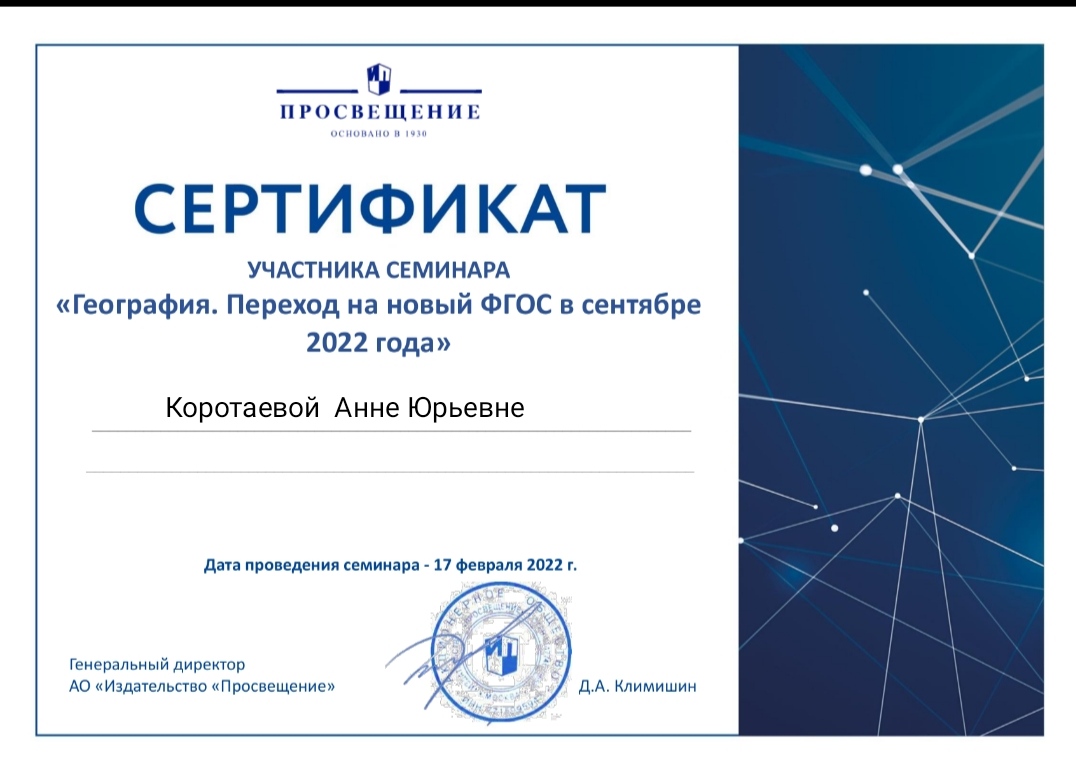 ИП
ПРОСВЕЩЕНИЕ
ОСНОВАНО В 1930
СЕРТИФИКАТ
УЧАСТНИКА СЕМИНАРА
«География. Переход на новый ФГОС в сентябре
2022 года»
Коротаевой Анне Юрьевне
Дата проведения семинара - 17 февраля 2022 г.
Генеральный директор
АО «Издательство «Просвещение»
Д.А. Климишин